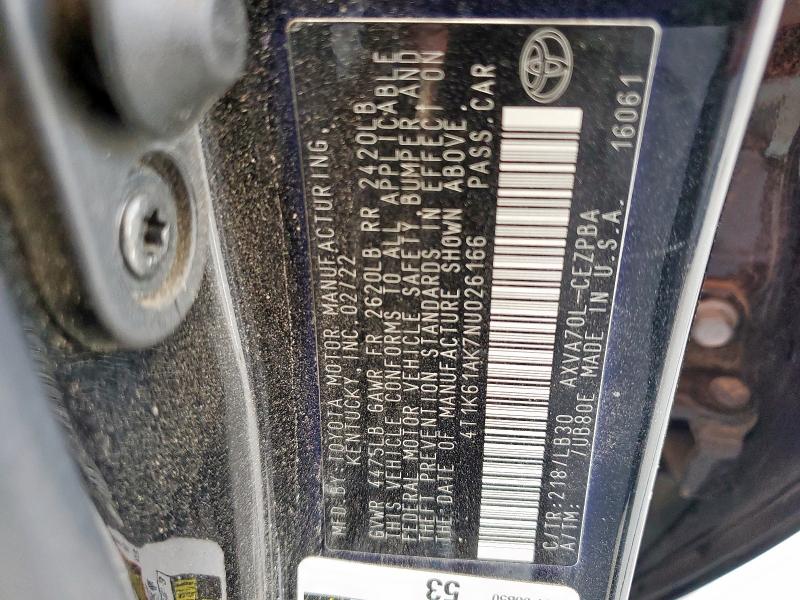 MFD.BY:TOYOTA MOTOR MANUFACTURING,
KENTUCKY, INC. 02/22
GVWR 4475LB GAWR FR 2620LB RR 2420LB
THIS VEHICLE CONFORMS TO ALL APPLICABLE
FEDERAL MOTOR VEHICLE SAFETY, BUMPER AND
THEFT PREVENTION STANDARDS IN EFFECT ON
THE DATE OF MANUFACTURE SHOWN ABOVE.
4T1K61AK7NU026166 PASS.CAR
C/TR:218/LB30 AXVA70L-CEZPBA
A/TM: /UB80E MADE IN U.S.A. 16061
53